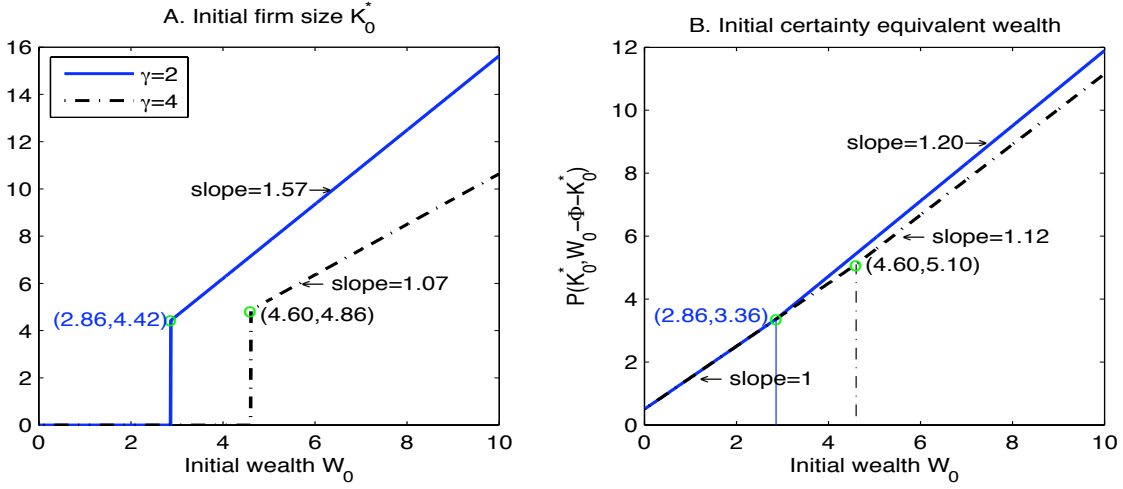 A. Initial firm size K₀*
16
14
12
10
8
6
4
2
0
γ=2
γ=4
slope=1.57
slope=1.07
(2.86,4.42)
(4.60,4.86)
0 2 4 6 8 10
Initial wealth W₀
B. Initial certainty equivalent wealth
P(K₀*,W₀−Φ−K₀*)
12
10
8
6
4
2
0
slope=1.20
slope=1.12
(4.60,5.10)
(2.86,3.36)
slope=1
0 2 4 6 8 10
Initial wealth W₀